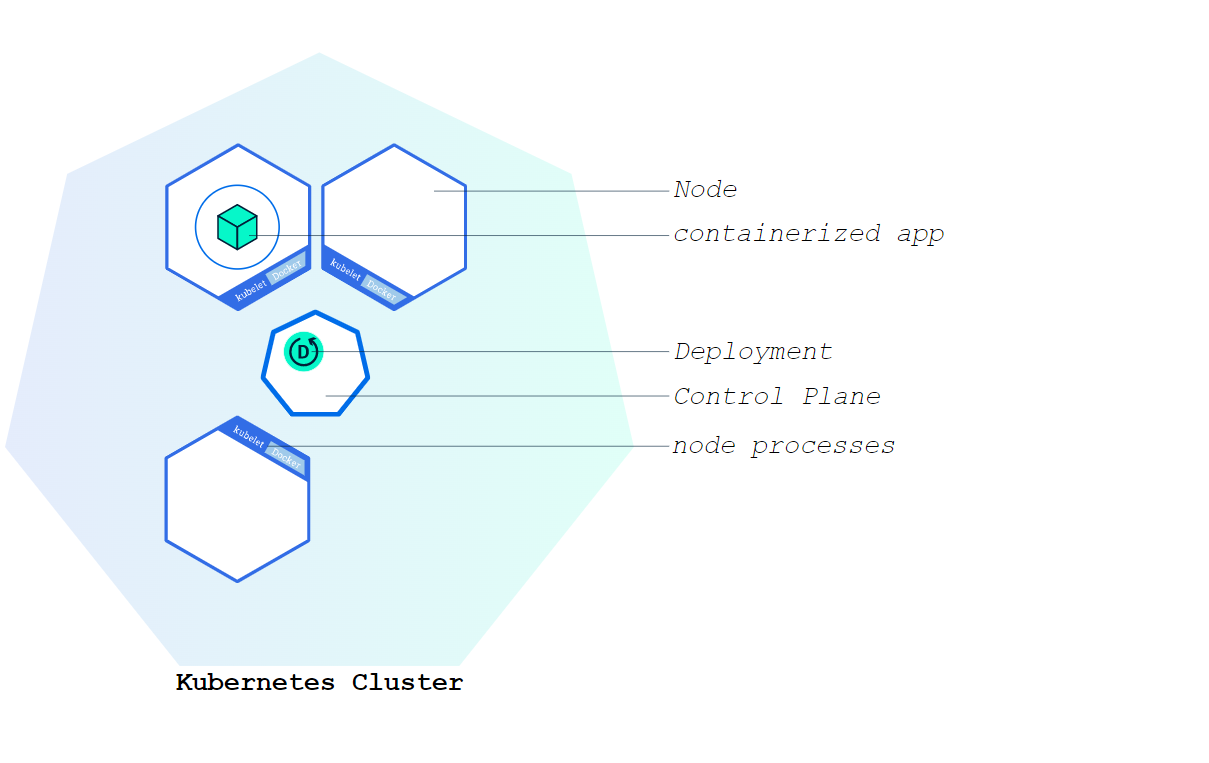 Node
containerized app
kubelet Docker
kubelet Docker
D
Deployment
Control Plane
kubelet Docker
node processes
Kubernetes Cluster